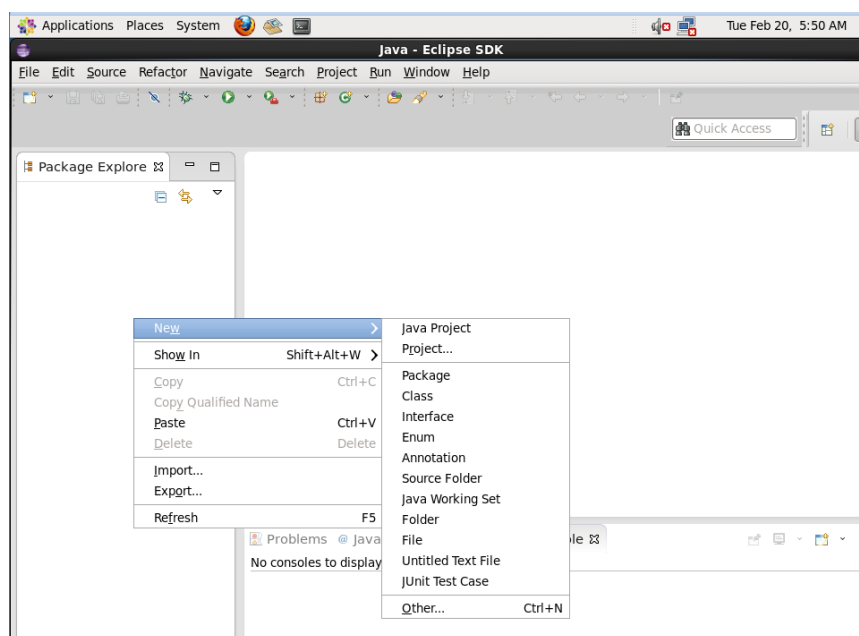 Applications Places System Tue Feb 20, 5:50 AM
Java - Eclipse SDK
File Edit Source Refactor Navigate Search Project Run Window Help
Quick Access
Package Explore
New
Show In Shift+Alt+W
Copy Ctrl+C
Copy Qualified Name
Paste Ctrl+V
Delete Delete
Import...
Export...
Refresh F5
Java Project
Project...
Package
Class
Interface
Enum
Annotation
Source Folder
Java Working Set
Folder
File
Untitled Text File
JUnit Test Case
Other... Ctrl+N
Problems @ Java le
No consoles to display